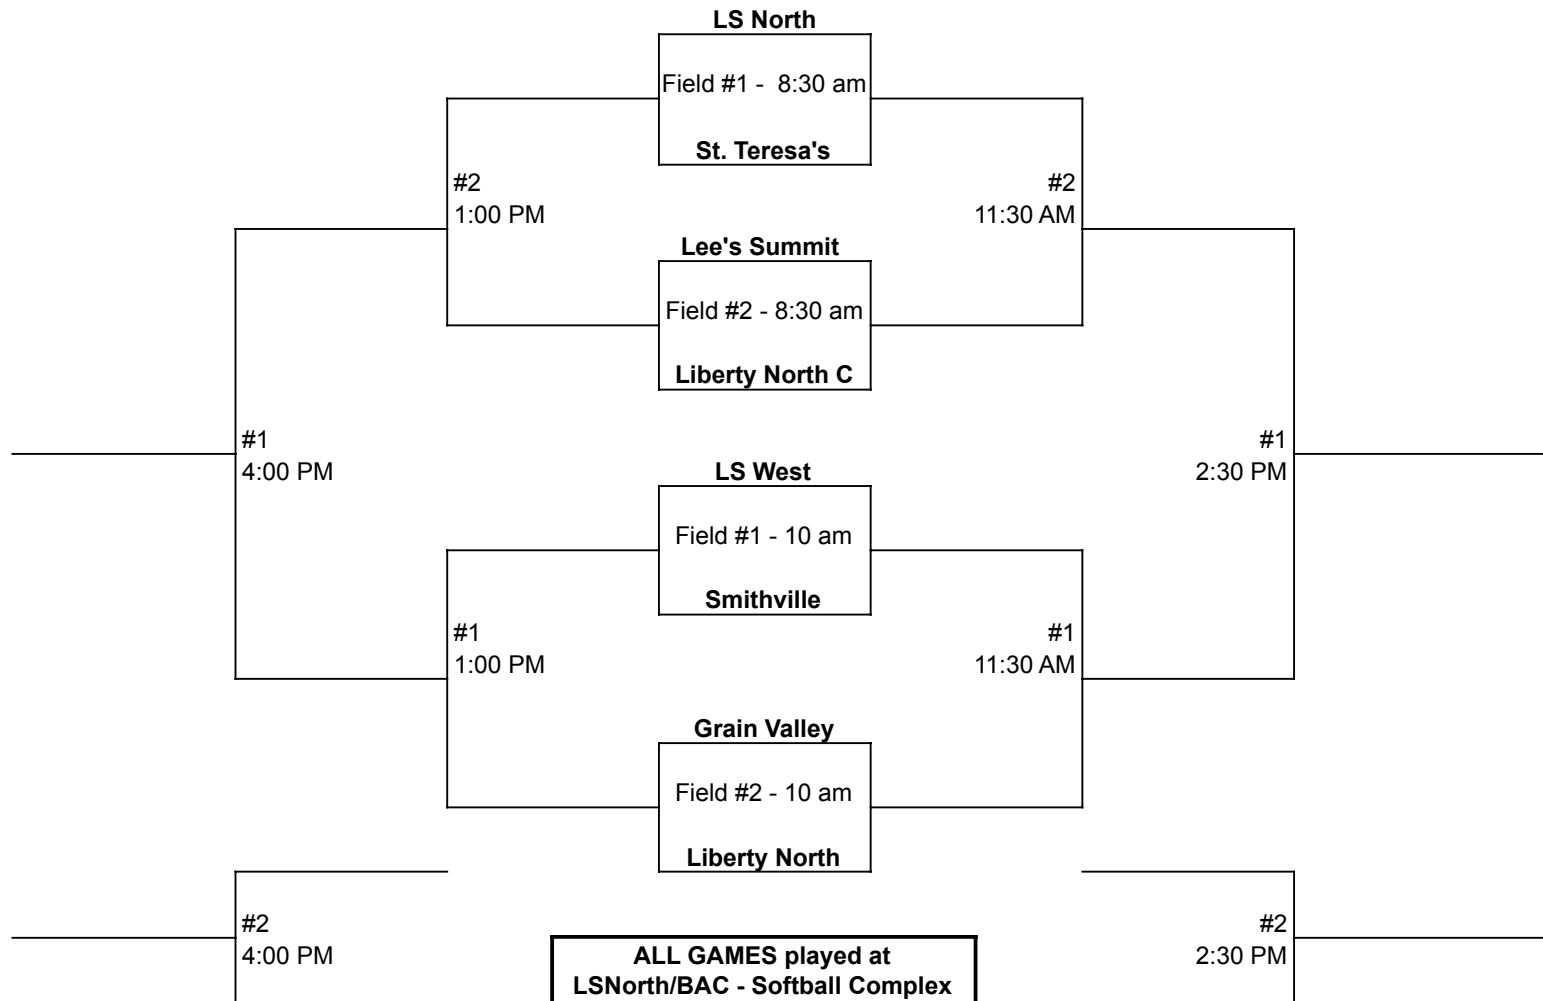 LS North
Field #1 -  8:30 am
St. Teresa's
#2
1:00 PM
#2
11:30 AM
Lee's Summit
Field #2 - 8:30 am
Liberty North C
#1
4:00 PM
#1
2:30 PM
LS West
Field #1 - 10 am
Smithville
#1
1:00 PM
#1
11:30 AM
Grain Valley
Field #2 - 10 am
Liberty North
#2
4:00 PM
#2
2:30 PM
ALL GAMES played at
LSNorth/BAC - Softball Complex